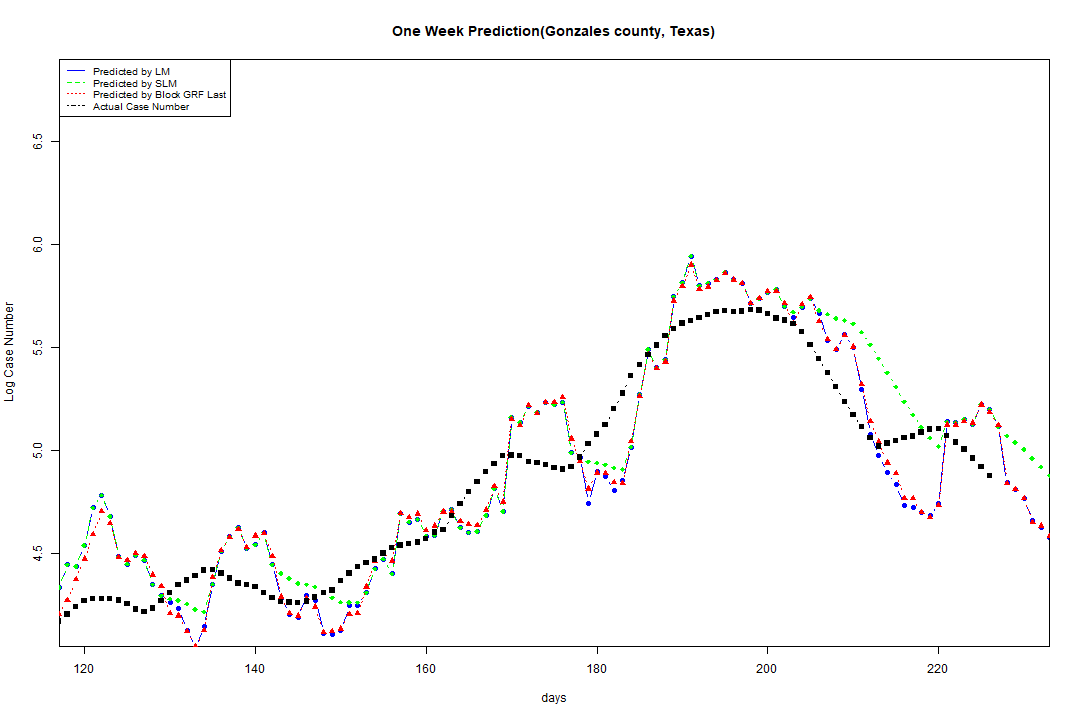 One Week Prediction(Gonzales county, Texas)
Predicted by LM
Predicted by SLM
Predicted by Block GRF Last
Actual Case Number
6.5
6.0
5.5
5.0
4.5
Log Case Number
120 140 160 180 200 220
days